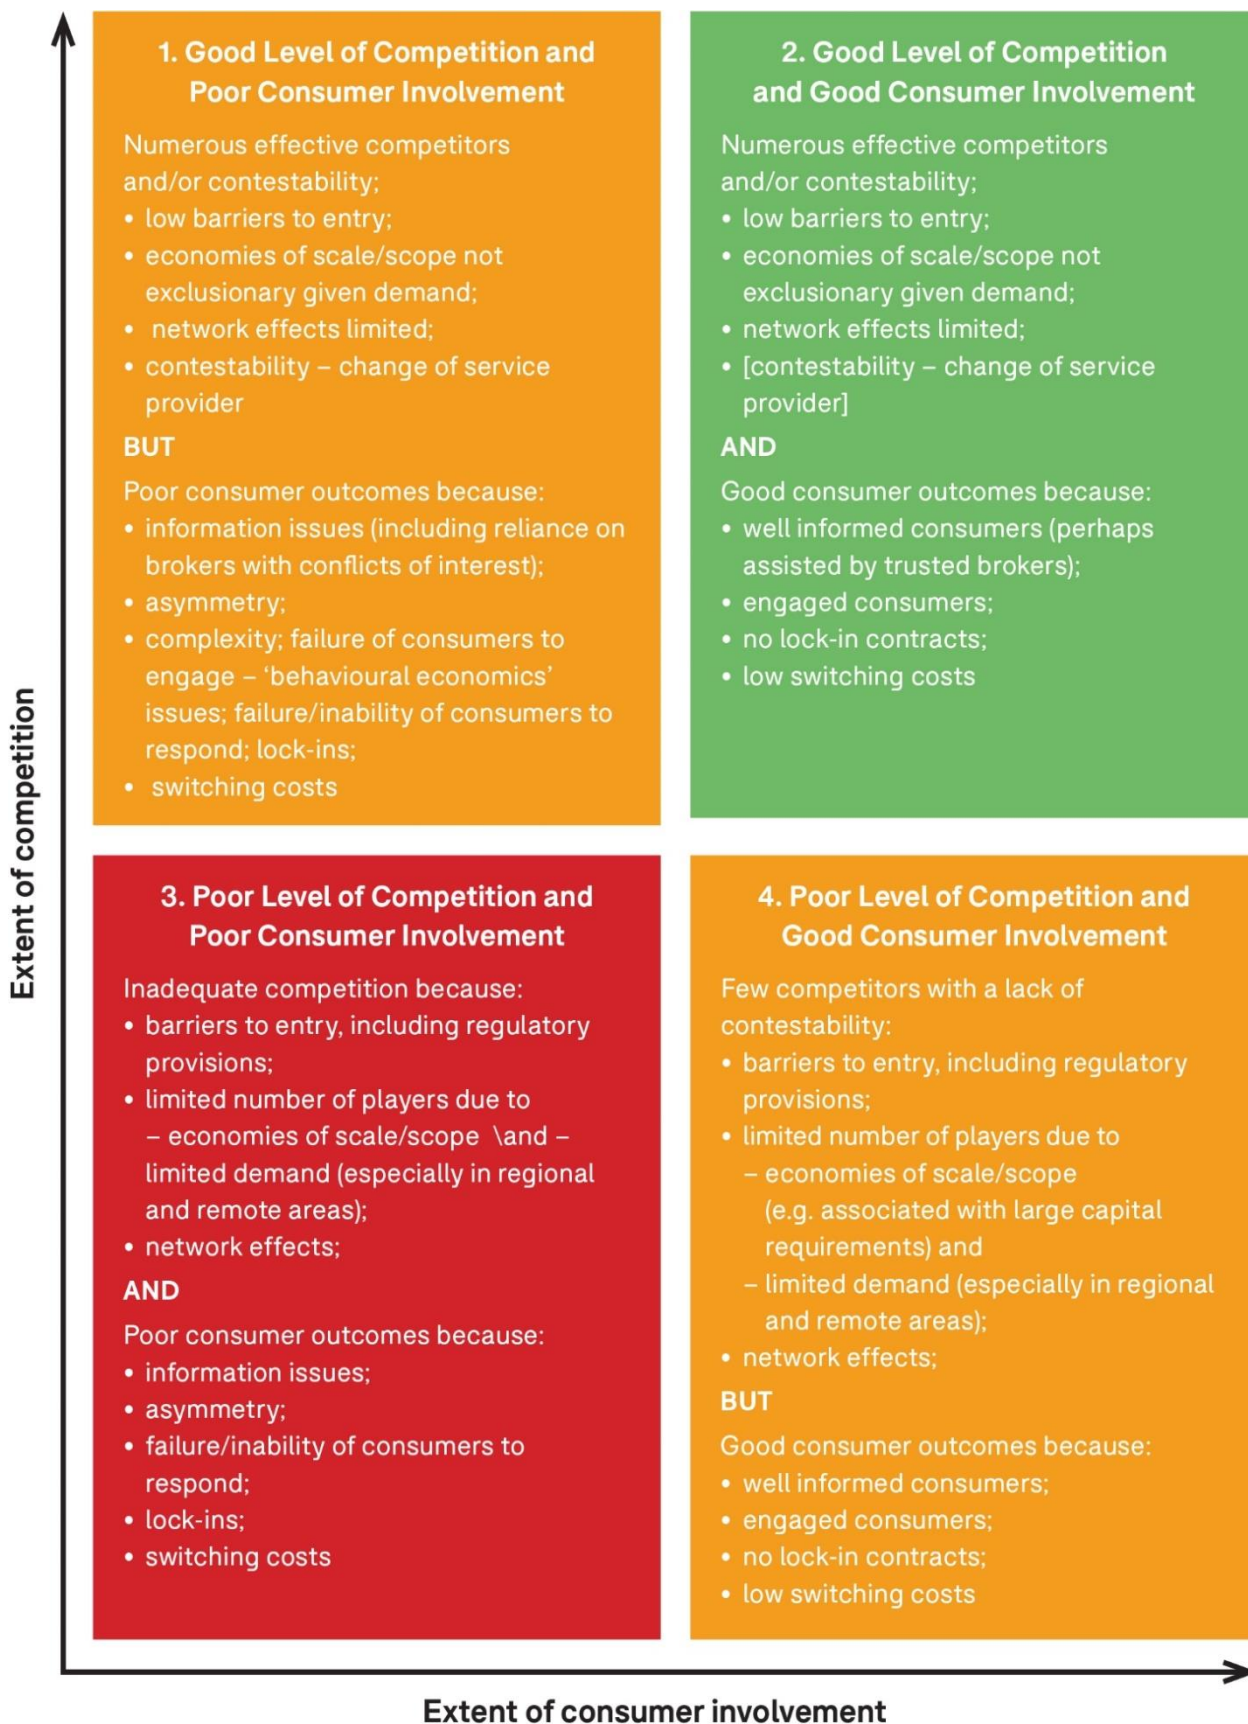 Extent of competition
1. Good Level of Competition and
Poor Consumer Involvement
Numerous effective competitors
and/or contestability;
• low barriers to entry;
• economies of scale/scope not
exclusionary given demand;
• network effects limited;
• contestability – change of service
provider
BUT
Poor consumer outcomes because:
• information issues (including reliance on
brokers with conflicts of interest);
• asymmetry;
• complexity; failure of consumers to
engage – ‘behavioural economics’
issues; failure/inability of consumers to
respond; lock-ins;
• switching costs
2. Good Level of Competition
and Good Consumer Involvement
Numerous effective competitors
and/or contestability;
• low barriers to entry;
• economies of scale/scope not
exclusionary given demand;
• network effects limited;
• [contestability – change of service
provider]
AND
Good consumer outcomes because:
• well informed consumers (perhaps
assisted by trusted brokers);
• engaged consumers;
• no lock-in contracts;
• low switching costs
3. Poor Level of Competition and
Poor Consumer Involvement
Inadequate competition because:
• barriers to entry, including regulatory
provisions;
• limited number of players due to
– economies of scale/scope \and –
limited demand (especially in regional
and remote areas);
• network effects;
AND
Poor consumer outcomes because:
• information issues;
• asymmetry;
• failure/inability of consumers to
respond;
• lock-ins;
• switching costs
4. Poor Level of Competition and
Good Consumer Involvement
Few competitors with a lack of
contestability:
• barriers to entry, including regulatory
provisions;
• limited number of players due to
– economies of scale/scope
(e.g. associated with large capital
requirements) and
– limited demand (especially in regional
and remote areas);
• network effects;
BUT
Good consumer outcomes because:
• well informed consumers;
• engaged consumers;
• no lock-in contracts;
• low switching costs
Extent of consumer involvement